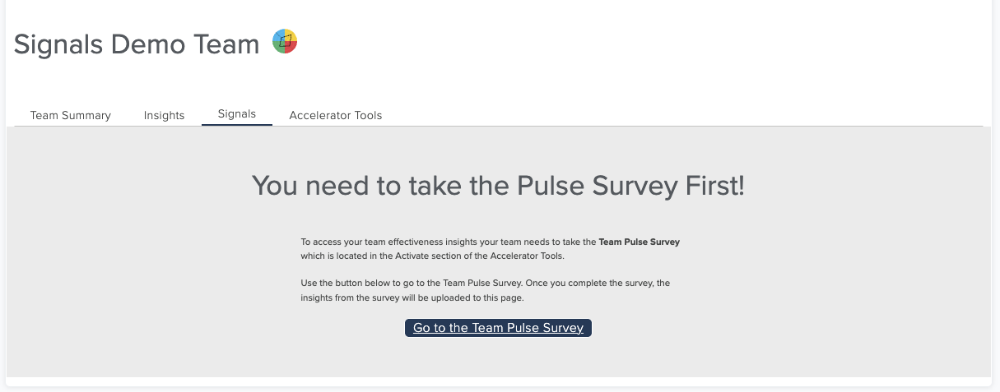 Signals Demo Team
Team Summary Insights Signals Accelerator Tools
You need to take the Pulse Survey First!
To access your team effectiveness insights your team needs to take the Team Pulse Survey
which is located in the Activate section of the Accelerator Tools.
Use the button below to go to the Team Pulse Survey. Once you complete the survey, the
insights from the survey will be uploaded to this page.
Go to the Team Pulse Survey